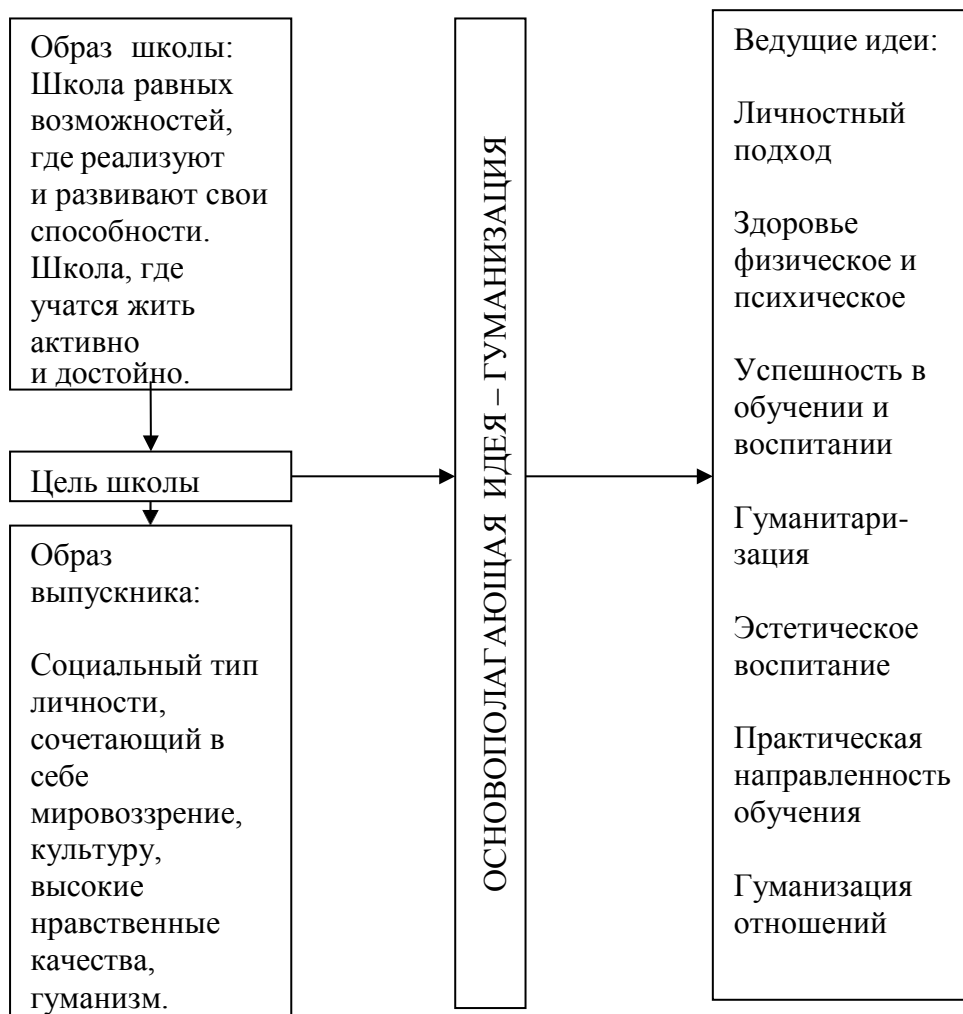 Образ школы:
Школа равных
возможностей,
где реализуют
и развивают свои
способности.
Школа, где
учатся жить
активно
и достойно.
Цель школы
Образ
выпускника:
Социальный тип
личности,
сочетающий в
себе
мировоззрение,
культуру,
высокие
нравственные
качества,
гуманизм.
ОСНОВОПОЛАГАЮЩАЯ ИДЕЯ – ГУМАНИЗАЦИЯ
Ведущие идеи:
Личностный
подход
Здоровье
физическое и
психическое
Успешность в
обучении и
воспитании
Гуманитари-
зация
Эстетическое
воспитание
Практическая
направленность
обучения
Гуманизация
отношений